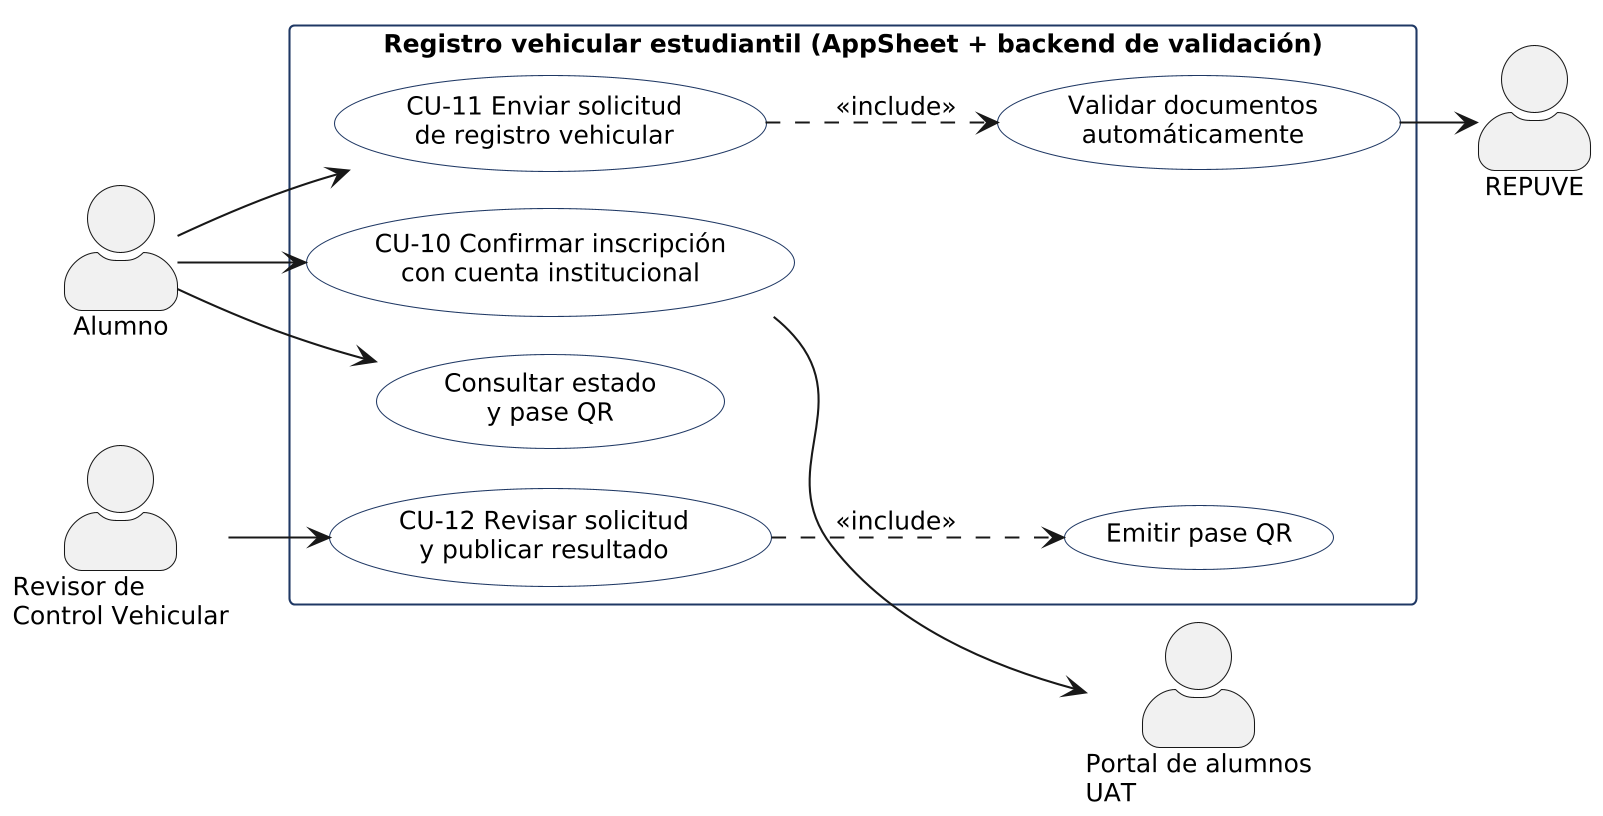 Registro vehicular estudiantil (AppSheet + backend de validación)
CU-11 Enviar solicitud
de registro vehicular
«include»
Validar documentos
automáticamente
REPUVE
CU-10 Confirmar inscripción
con cuenta institucional
Alumno
Consultar estado
y pase QR
CU-12 Revisar solicitud
y publicar resultado
«include»
Emitir pase QR
Revisor de
Control Vehicular
Portal de alumnos
UAT